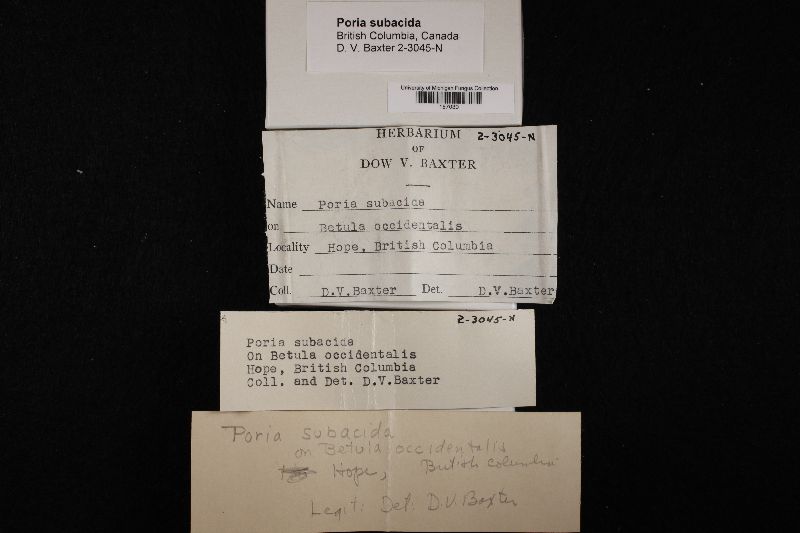 Poria subacida
British Columbia, Canada
D. V. Baxter 2-3045-N
University of Michigan Fungus Collection
HERBARIUM 2-3045-N
OF
DOW V. BAXTER
Name Poria subacida
on Betula occidentalis
Locality Hope, British Columbia
Date
Coll. D.V.Baxter Det. D.V.Baxter
2-3045-N
Poria subacida
On Betula occidentalis
Hope, British Columbia
Coll. and Det. D.V.Baxter
Poria subacida
on Betula occidentalis
Hope, British Columbia
Legit: Det: D.V. Baxter